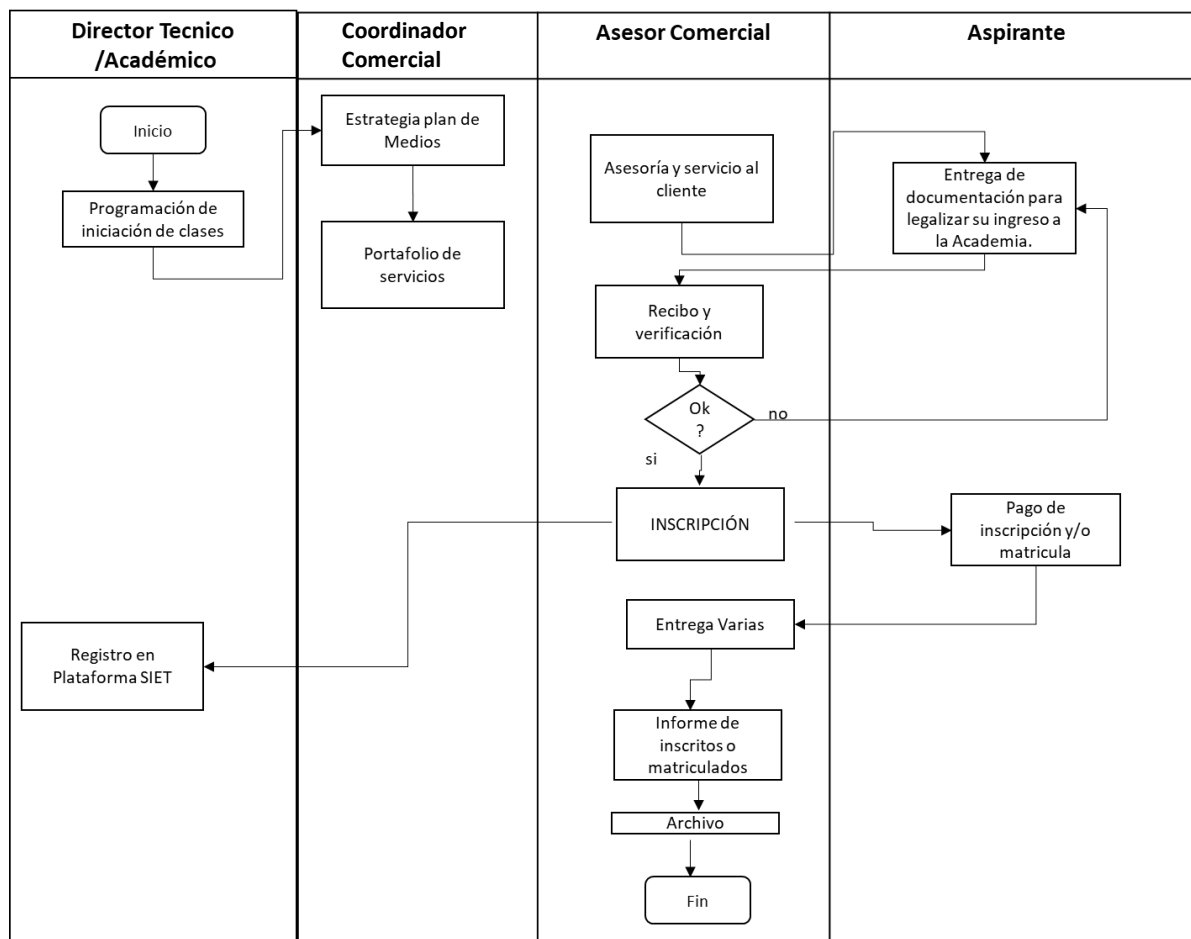 Director Tecnico
/Académico
Coordinador
Comercial
Asesor Comercial
Aspirante
Inicio
Programación de
iniciación de clases
Estrategia plan de
Medios
Portafolio de
servicios
Asesoría y servicio al
cliente
Entrega de
documentación para
legalizar su ingreso a
la Academia.
Recibo y
verificación
Ok
?
no
si
INSCRIPCIÓN
Pago de
inscripción y/o
matricula
Entrega Varias
Registro en
Plataforma SIET
Informe de
inscritos o
matriculados
Archivo
Fin